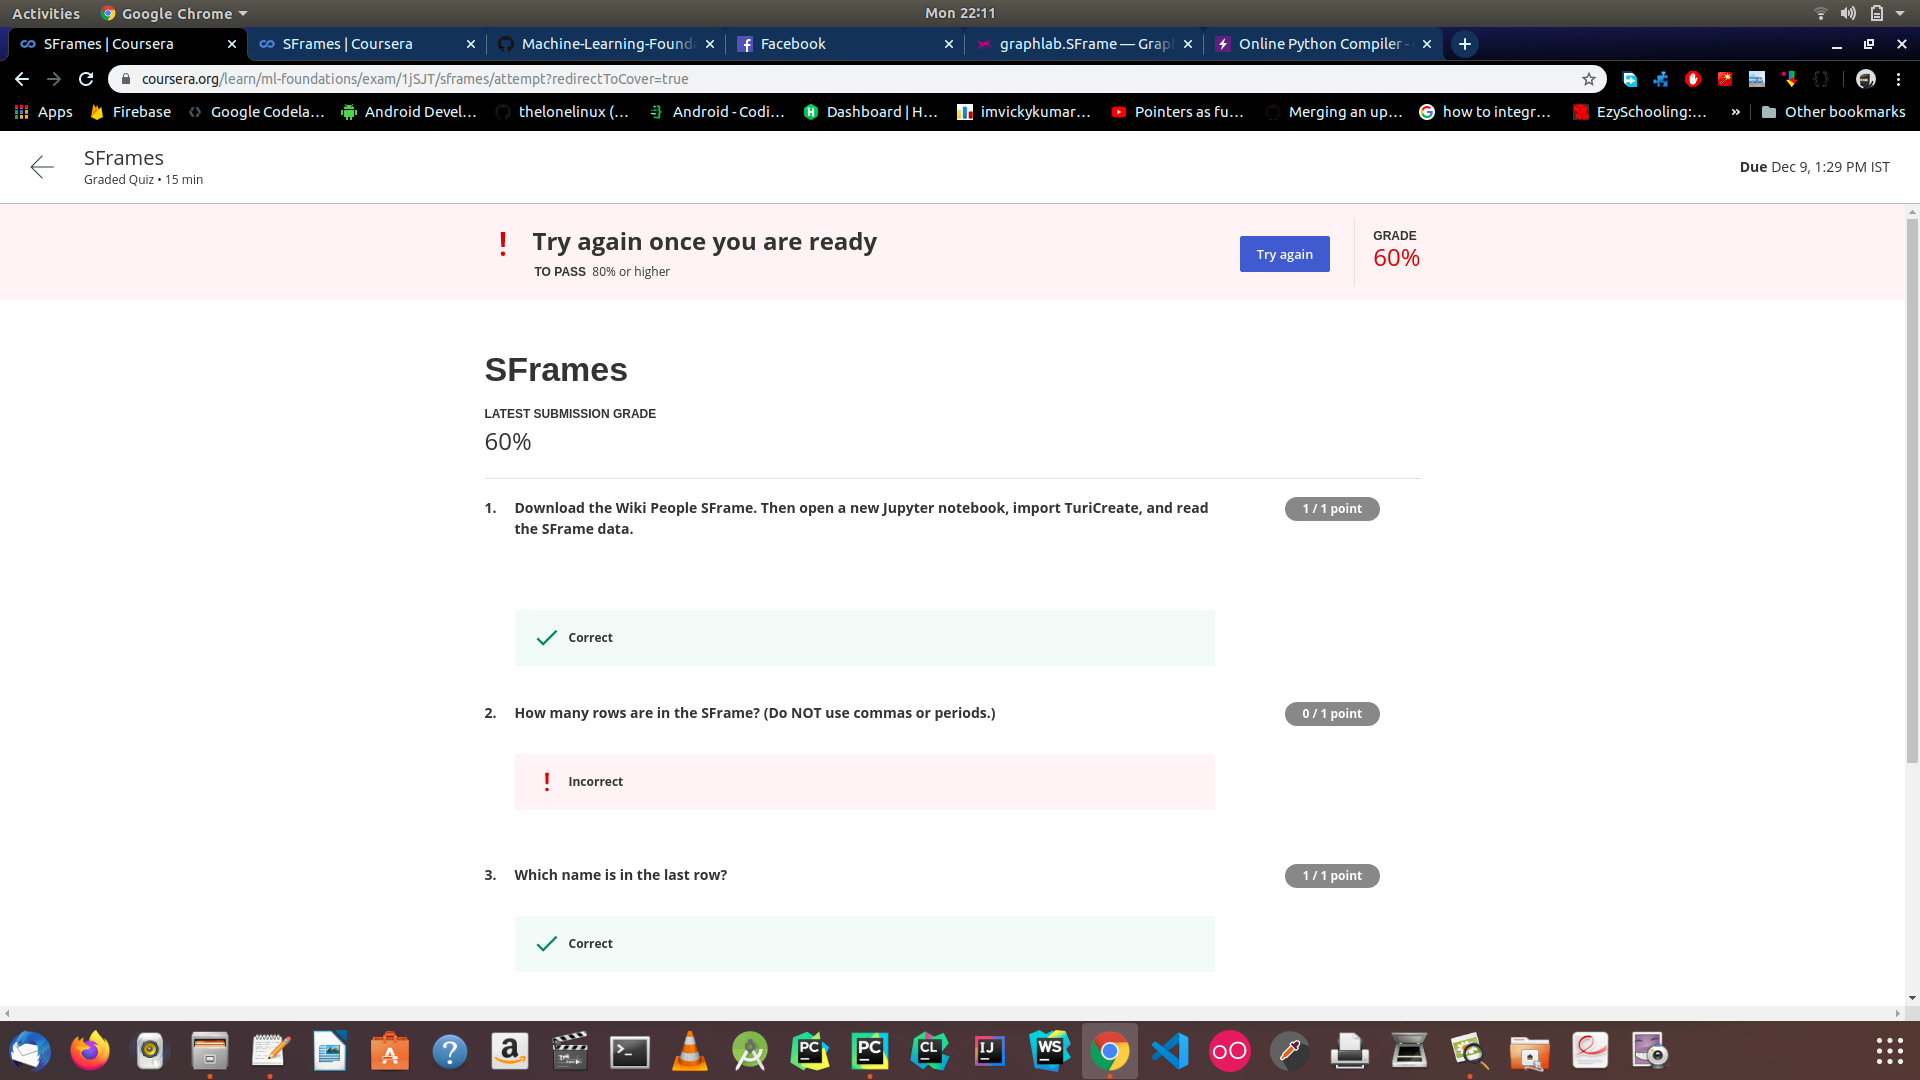 Activities
Google Chrome
Mon 22:11
SFrames | Coursera
SFrames | Coursera
Machine-Learning-Found
Facebook
graphlab.SFrame — Grap
Online Python Compiler -
coursera.org/learn/ml-foundations/exam/1jSJT/sframes/attempt?redirectToCover=true
Apps
Firebase
Google Codela...
Android Devel...
thelonelinux (...
Android - Codi...
Dashboard | H...
imvickykumar...
Pointers as fu...
Merging an up...
how to integr...
EzySchooling:...
»
Other bookmarks
SFrames
Graded Quiz • 15 min
Due Dec 9, 1:29 PM IST
Try again once you are ready
TO PASS 80% or higher
Try again
GRADE
60%
SFrames
LATEST SUBMISSION GRADE
60%
1. Download the Wiki People SFrame. Then open a new Jupyter notebook, import TuriCreate, and read
the SFrame data.
1 / 1 point
Correct
2. How many rows are in the SFrame? (Do NOT use commas or periods.)
0 / 1 point
Incorrect
3. Which name is in the last row?
1 / 1 point
Correct